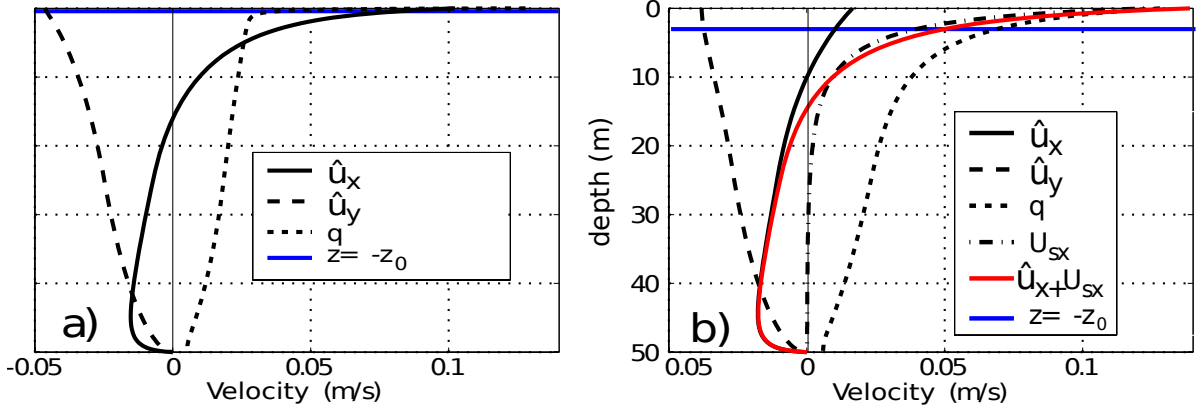 û_x
û_y
q
z= -z_0
a)
-0.05
0
0.05
0.1
Velocity (m/s)
0
10
20
30
40
50
depth (m)
û_x
û_y
q
U_sx
û_x+U_sx
z= -z_0
b)
0.05
0
0.05
0.1
Velocity (m/s)